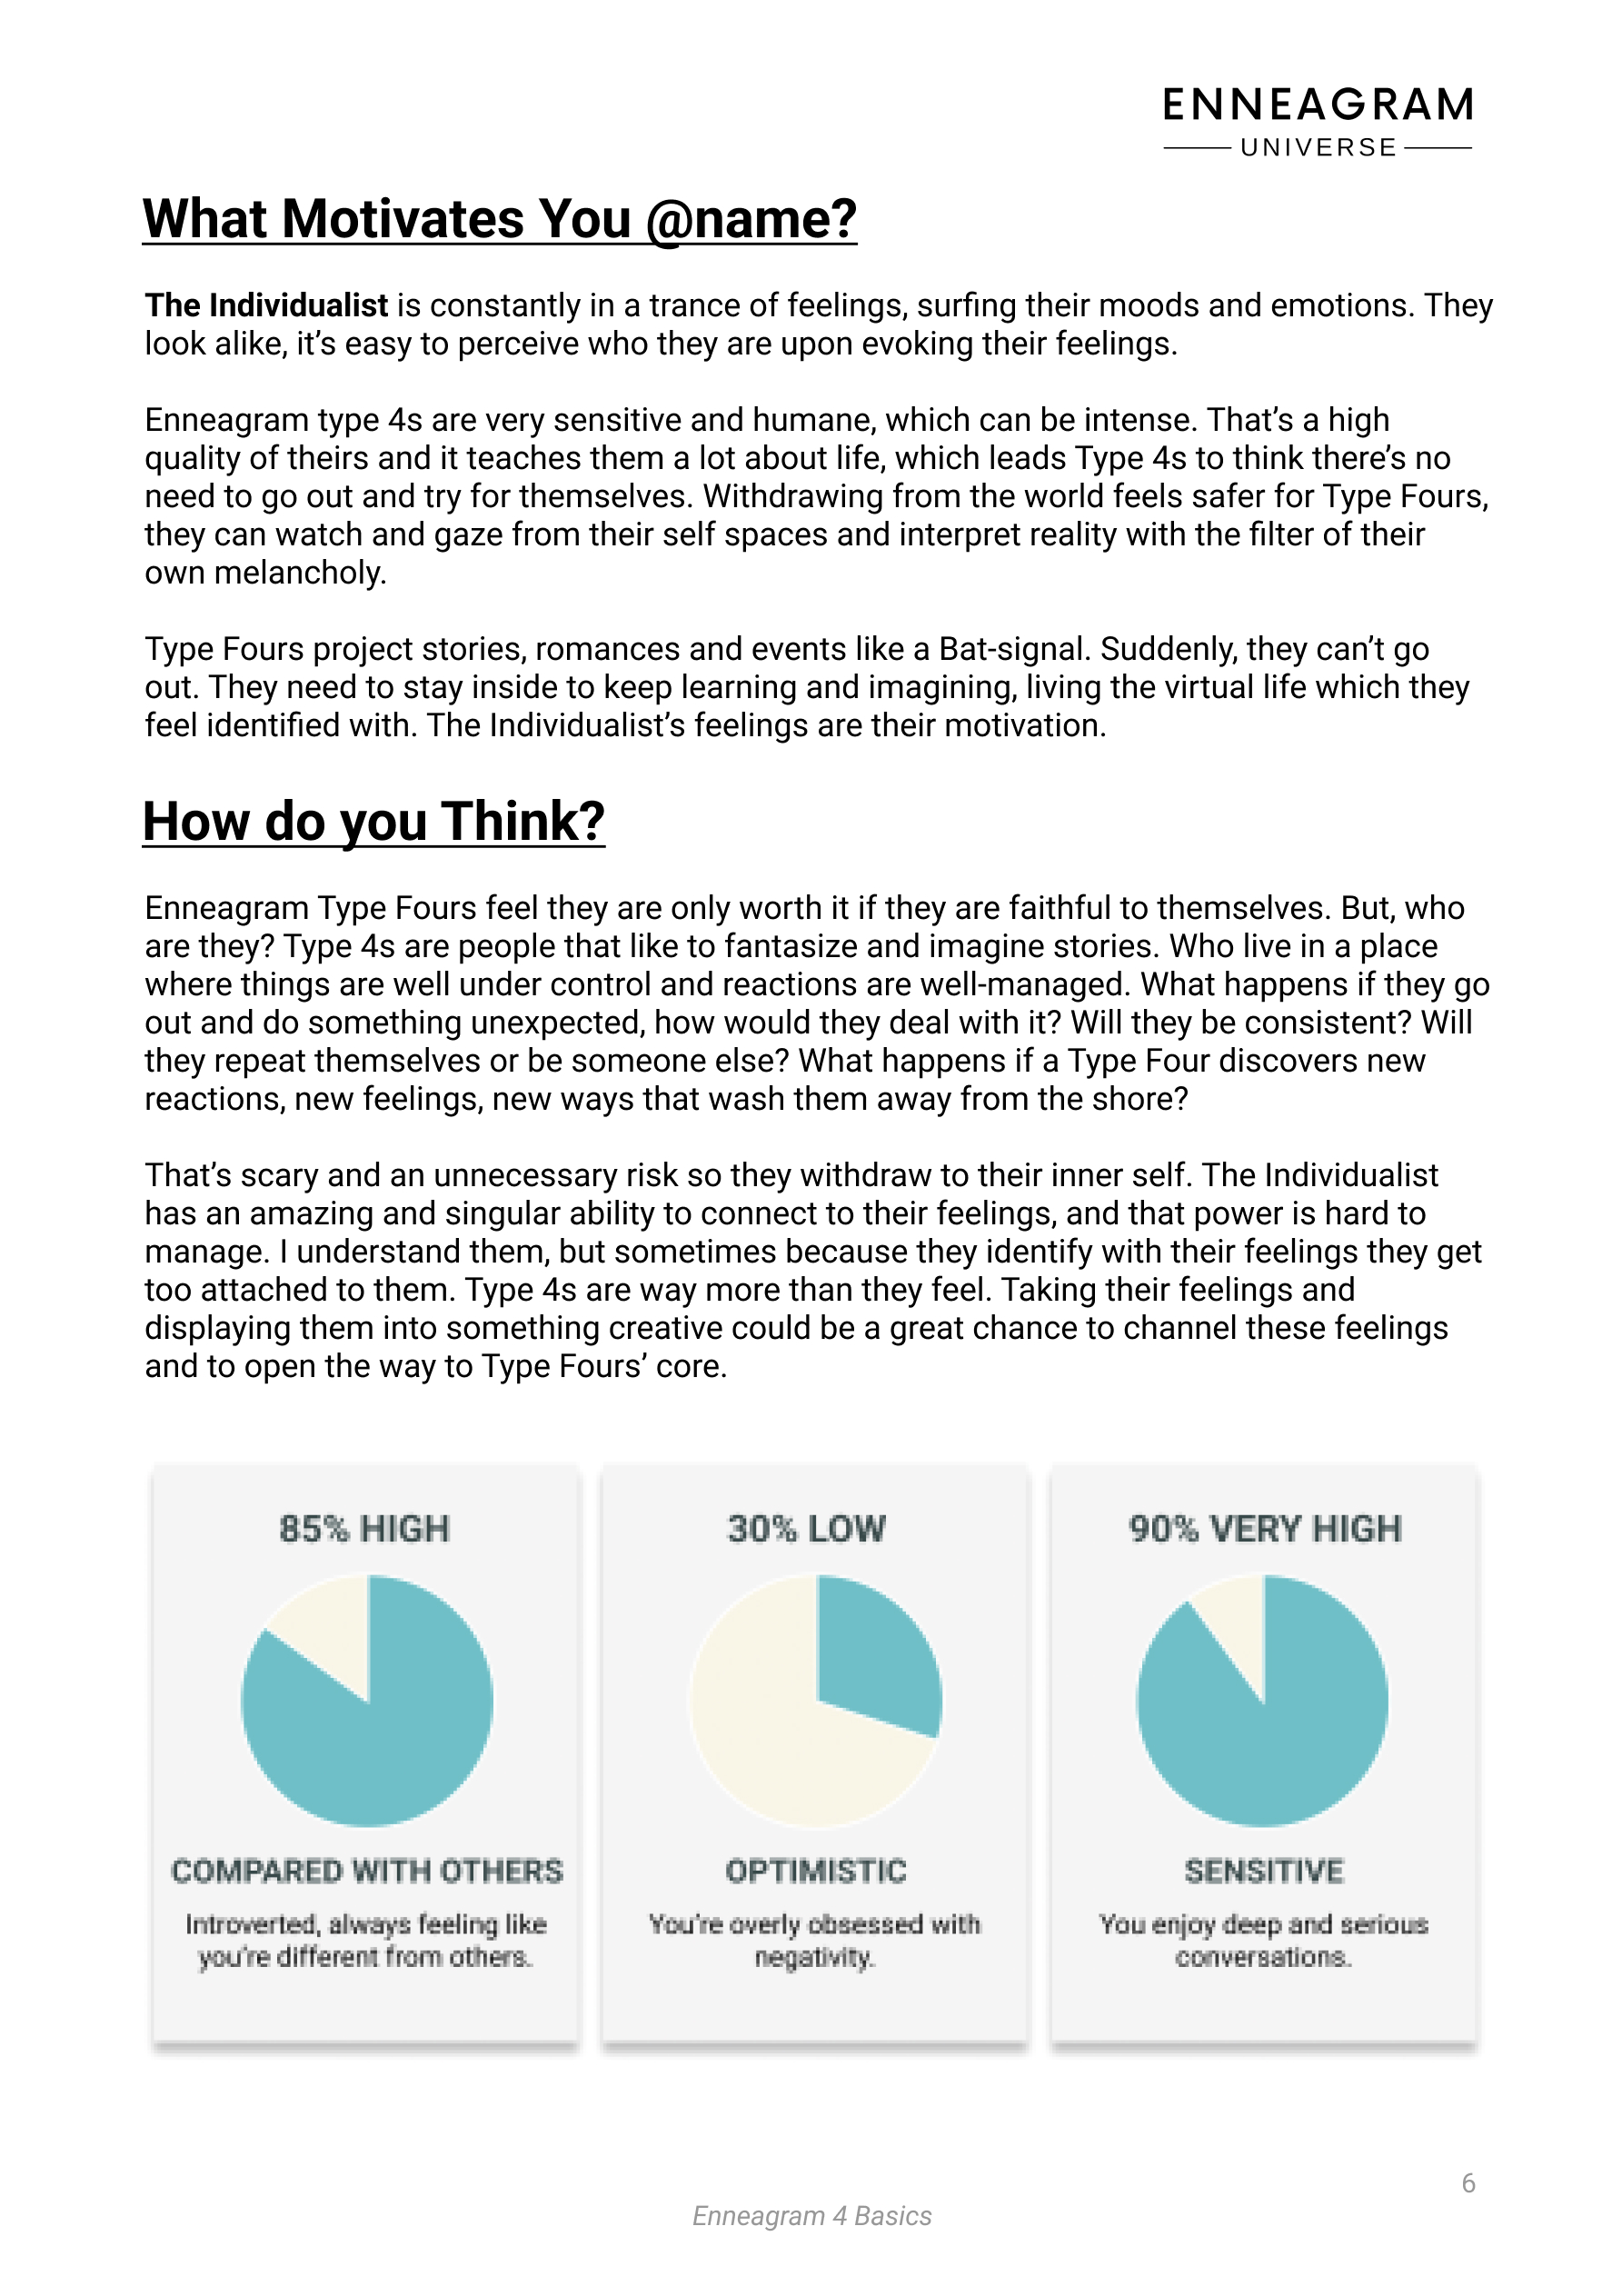 ENNEAGRAM
UNIVERSE
What Motivates You @name?
The Individualist is constantly in a trance of feelings, surfing their moods and emotions. They
look alike, it’s easy to perceive who they are upon evoking their feelings.
Enneagram type 4s are very sensitive and humane, which can be intense. That’s a high
quality of theirs and it teaches them a lot about life, which leads Type 4s to think there’s no
need to go out and try for themselves. Withdrawing from the world feels safer for Type Fours,
they can watch and gaze from their self spaces and interpret reality with the filter of their
own melancholy.
Type Fours project stories, romances and events like a Bat-signal. Suddenly, they can’t go
out. They need to stay inside to keep learning and imagining, living the virtual life which they
feel identified with. The Individualist’s feelings are their motivation.
How do you Think?
Enneagram Type Fours feel they are only worth it if they are faithful to themselves. But, who
are they? Type 4s are people that like to fantasize and imagine stories. Who live in a place
where things are well under control and reactions are well-managed. What happens if they go
out and do something unexpected, how would they deal with it? Will they be consistent? Will
they repeat themselves or be someone else? What happens if a Type Four discovers new
reactions, new feelings, new ways that wash them away from the shore?
That’s scary and an unnecessary risk so they withdraw to their inner self. The Individualist
has an amazing and singular ability to connect to their feelings, and that power is hard to
manage. I understand them, but sometimes because they identify with their feelings they get
too attached to them. Type 4s are way more than they feel. Taking their feelings and
displaying them into something creative could be a great chance to channel these feelings
and to open the way to Type Fours’ core.
85% HIGH
COMPARED WITH OTHERS
Introverted, always feeling like
you’re different from others.
30% LOW
OPTIMISTIC
You’re overly obsessed with
negativity.
90% VERY HIGH
SENSITIVE
You enjoy deep and serious
conversations.
6
Enneagram 4 Basics